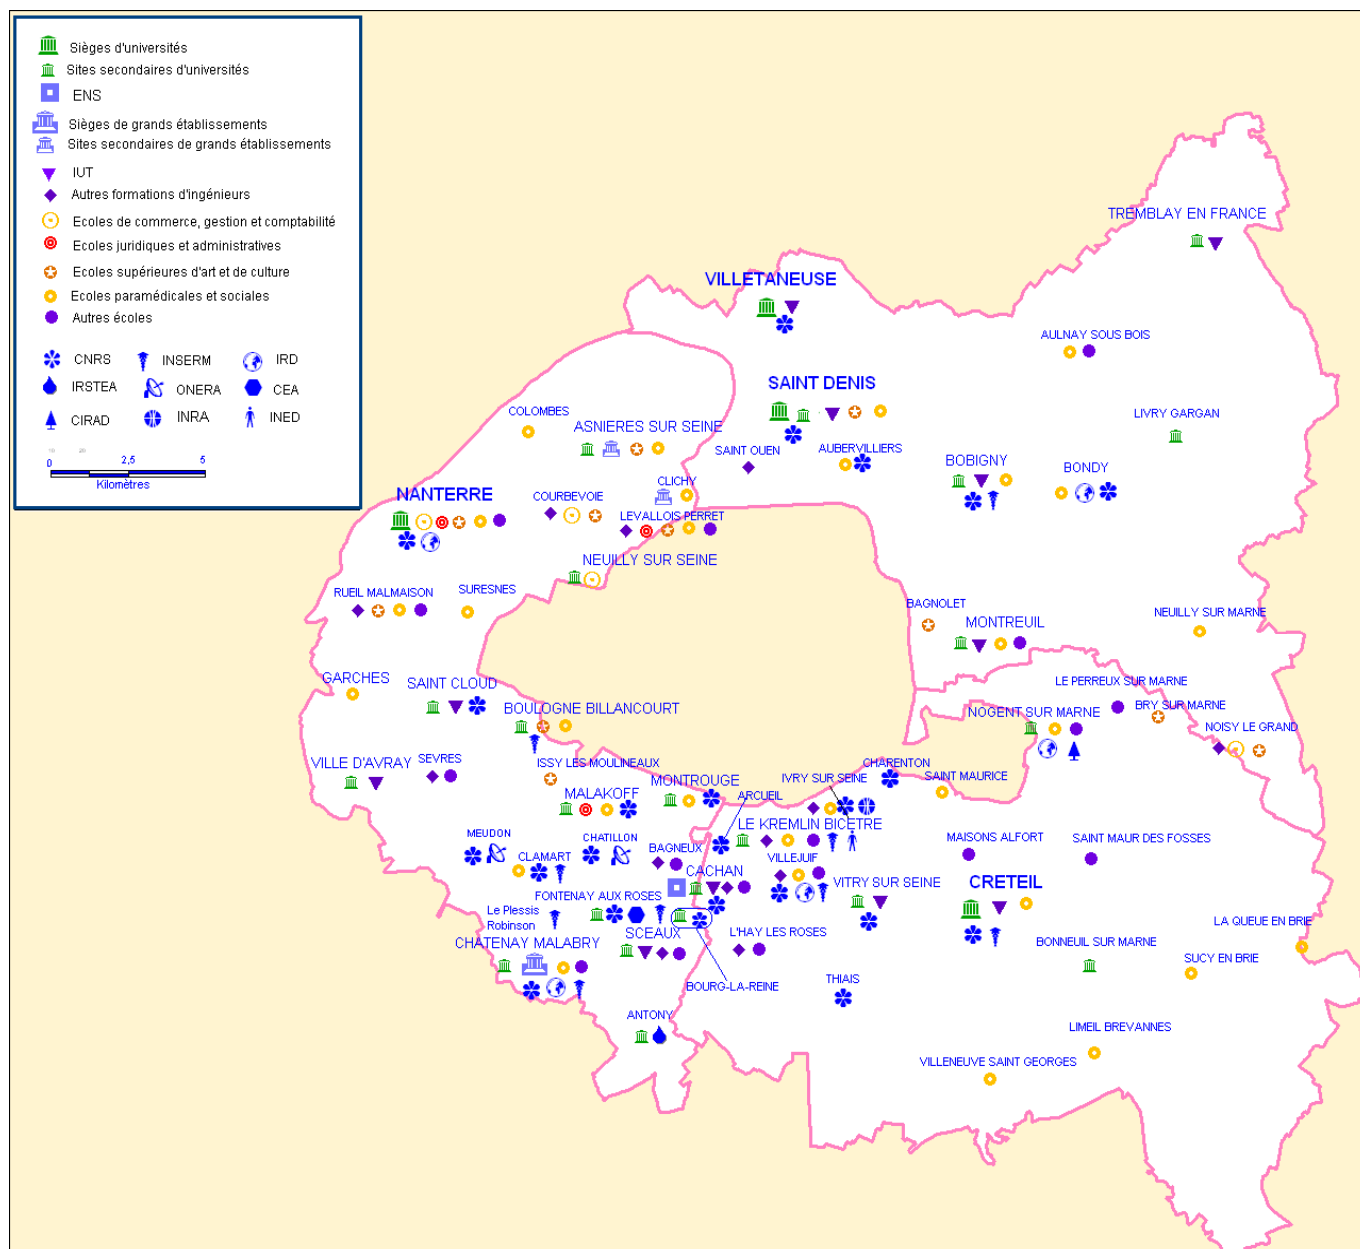 Sièges d'universités
Sites secondaires d'universités
ENS
Sièges de grands établissements
Sites secondaires de grands établissements
IUT
Autres formations d'ingénieurs
Ecoles de commerce, gestion et comptabilité
Ecoles juridiques et administratives
Ecoles supérieures d'art et de culture
Ecoles paramédicales et sociales
Autres écoles
CNRS INSERM IRD
IRSTEA ONERA CEA
CIRAD INRA INED
0 2,5 5
Kilomètres
TREMBLAY EN FRANCE
VILLETANEUSE
AULNAY SOUS BOIS
SAINT DENIS
COLOMBES
LIVRY GARGAN
ASNIERES SUR SEINE
SAINT OUEN
AUBERVILLIERS
BOBIGNY
BONDY
CLICHY
NANTERRE
COURBEVOIE
LEVALLOIS PERRET
NEUILLY SUR SEINE
RUEIL MALMAISON
SURESNES
BAGNOLET
NEUILLY SUR MARNE
MONTREUIL
GARCHES
SAINT CLOUD
LE PERREUX SUR MARNE
BOULOGNE BILLANCOURT
NOGENT SUR MARNE
BRY SUR MARNE
NOISY LE GRAND
VILLE D'AVRAY
SEVRES
ISSY LES MOULINEAUX
MONTROUGE
IVRY SUR SEINE
CHARENTON
SAINT MAURICE
MALAKOFF
ARCUEIL
LE KREMLIN BICETRE
MEUDON
CHATILLON
MAISONS ALFORT
SAINT MAUR DES FOSSES
CLAMART
BAGNEUX
VILLEJUIF
CACHAN
VITRY SUR SEINE
CRETEIL
FONTENAY AUX ROSES
Le Plessis
Robinson
LA QUEUE EN BRIE
CHATENAY MALABRY
SCEAUX
L'HAY LES ROSES
BONNEUIL SUR MARNE
SUCY EN BRIE
BOURG-LA-REINE
THIAIS
ANTONY
LIMEIL BREVANNES
VILLENEUVE SAINT GEORGES